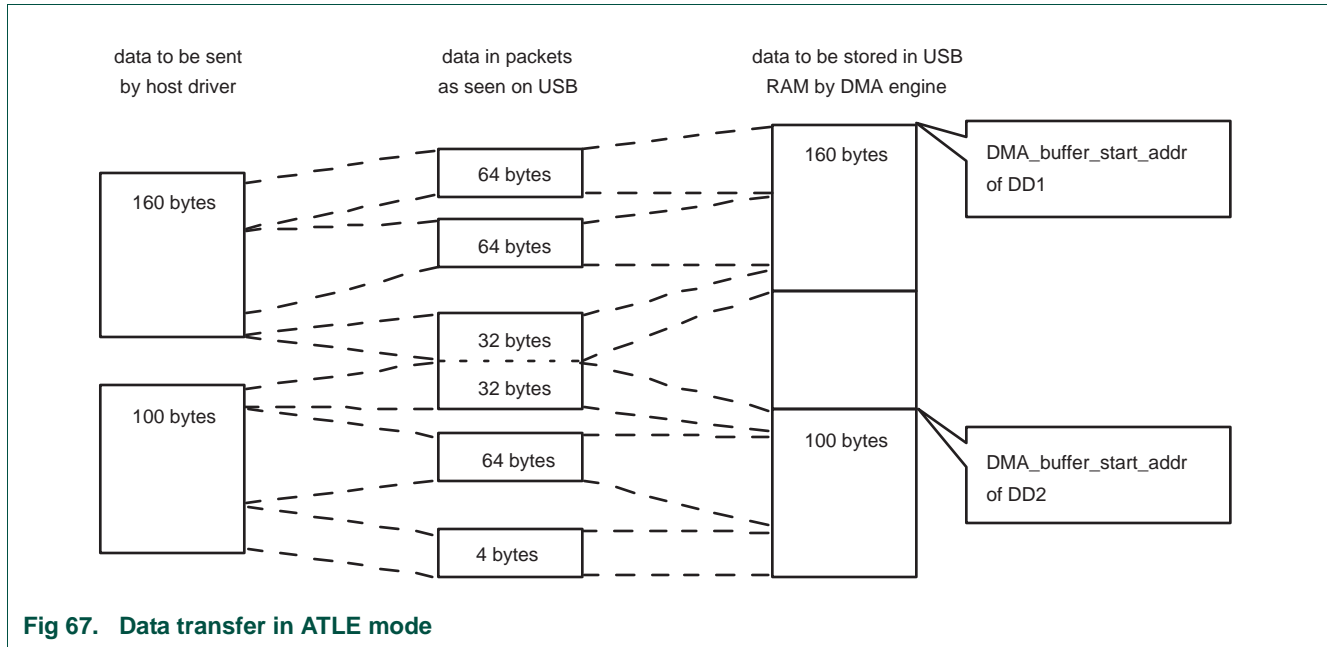 data to be sent
by host driver
data in packets
as seen on USB
data to be stored in USB
RAM by DMA engine
160 bytes
100 bytes
64 bytes
64 bytes
32 bytes
32 bytes
64 bytes
4 bytes
160 bytes
100 bytes
DMA_buffer_start_addr
of DD1
DMA_buffer_start_addr
of DD2
Fig 67. Data transfer in ATLE mode